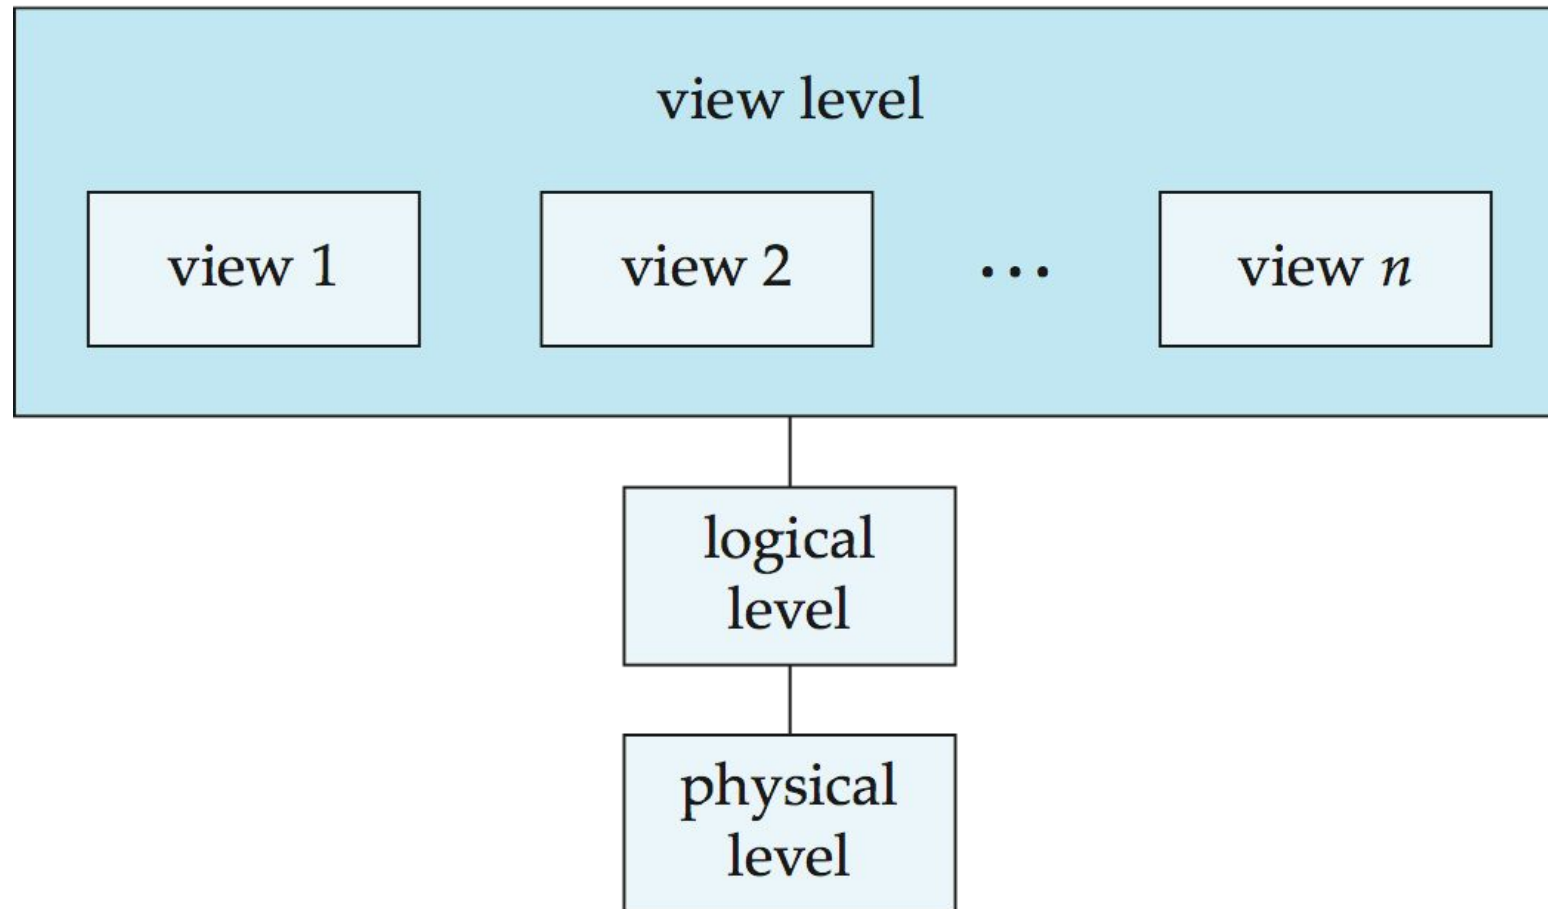 view level
view 1
view 2
...
view n
logical
level
physical
level